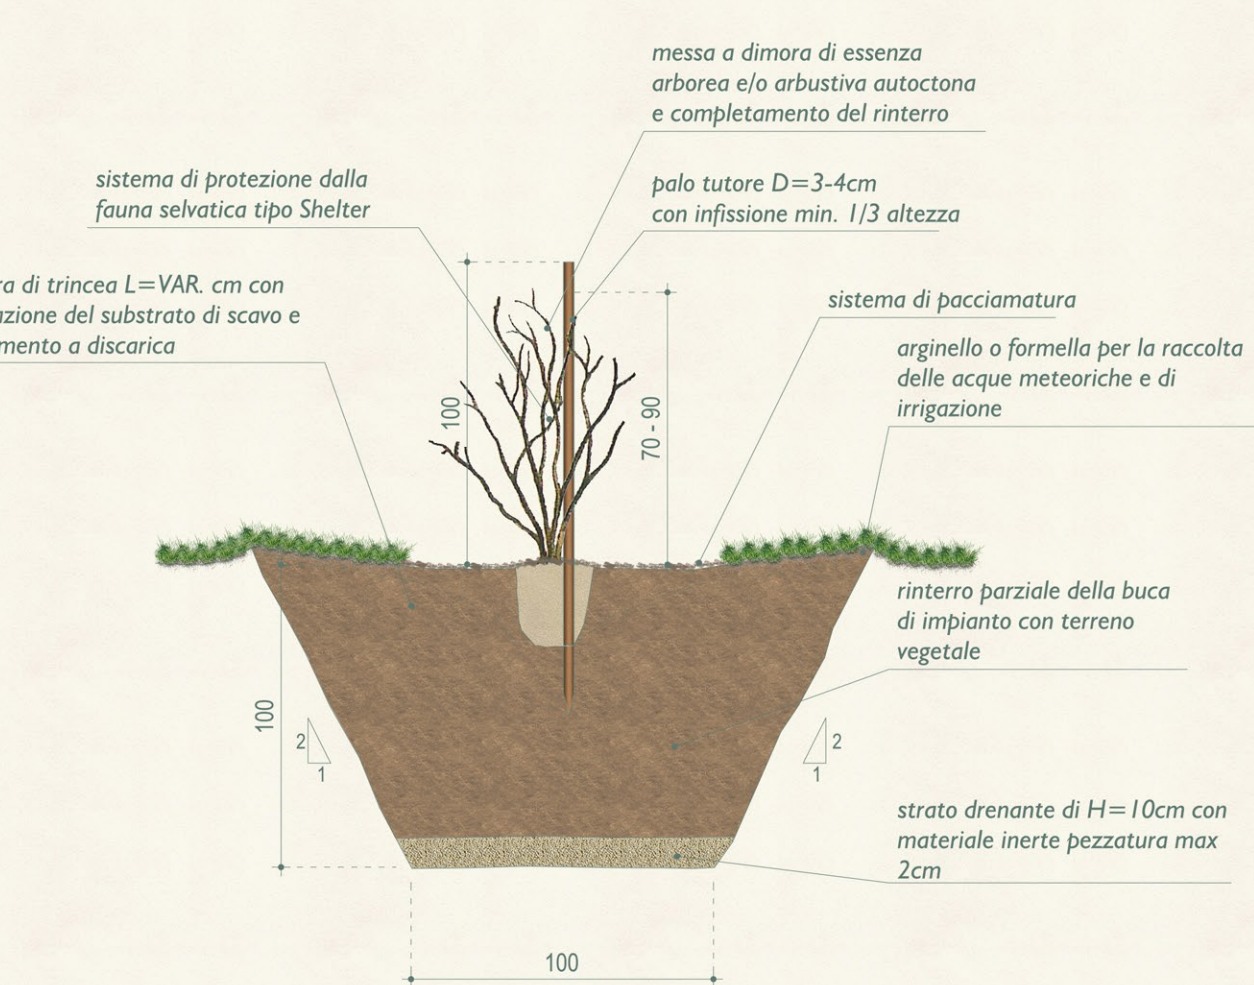 messa a dimora di essenza
arborea e/o arbustiva autoctona
e completamento del rinterro
sistema di protezione dalla
fauna selvatica tipo Shelter
palo tutore D=3-4cm
con infissione min. 1/3 altezza
ra di trincea L=VAR. cm con
azione del substrato di scavo e
mento a discarica
sistema di pacciamatura
arginello o formella per la raccolta
delle acque meteoriche e di
irrigazione
100
70 - 90
rinterro parziale della buca
di impianto con terreno
vegetale
100
2
1
2
1
strato drenante di H=10cm con
materiale inerte pezzatura max
2cm
100